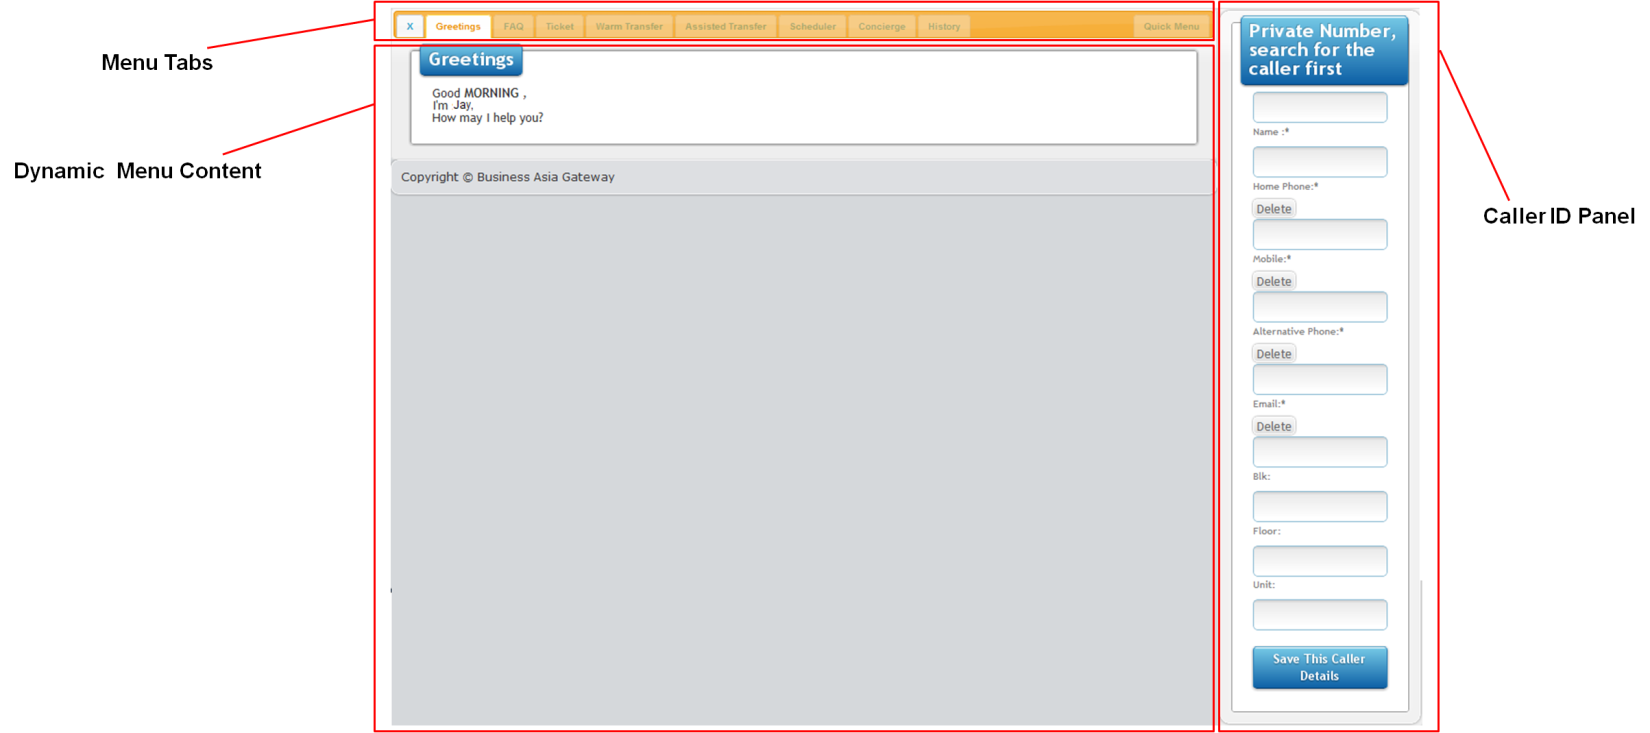 Menu Tabs
Dynamic Menu Content
X Greetings FAQ Ticket Warm Transfer Assisted Transfer Scheduler Concierge History Quick Menu
Greetings
Good MORNING ,
I'm Jay,
How may I help you?
Copyright © Business Asia Gateway
Private Number,
search for the
caller first
Name :*
Home Phone:*
Delete
Mobile:*
Delete
Alternative Phone:*
Delete
Email:*
Delete
Blk:
Floor:
Unit:
Save This Caller
Details
Caller ID Panel